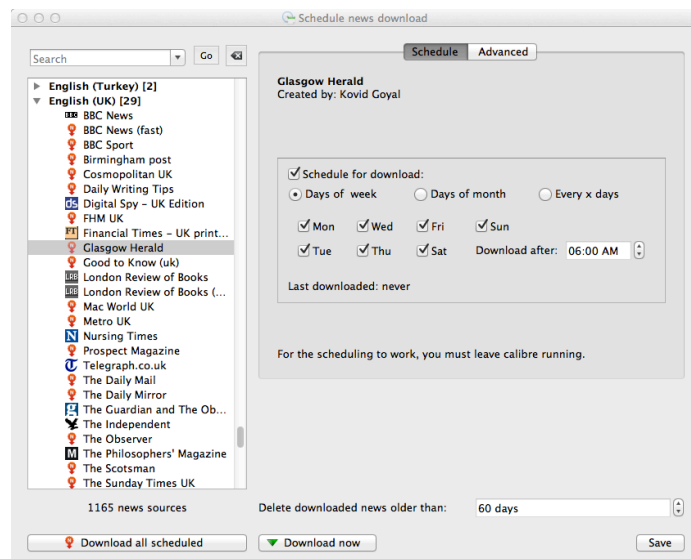 Schedule news download
Search
Go
Schedule
Advanced
English (Turkey) [2]
English (UK) [29]
BBC
BBC News
BBC News (fast)
BBC Sport
Birmingham post
Cosmopolitan UK
Daily Writing Tips
ds Digital Spy – UK Edition
FHM UK
FT Financial Times – UK print...
Glasgow Herald
Good to Know (uk)
LRB London Review of Books
LRB London Review of Books (...
Mac World UK
Metro UK
N Nursing Times
Prospect Magazine
T Telegraph.co.uk
The Daily Mail
The Daily Mirror
g The Guardian and The Ob...
The Independent
The Observer
M The Philosophers' Magazine
The Scotsman
The Sunday Times UK
1165 news sources
Download all scheduled
Glasgow Herald
Created by: Kovid Goyal
Schedule for download:
Days of week Days of month Every x days
Mon Wed Fri Sun
Tue Thu Sat Download after: 06:00 AM
Last downloaded: never
For the scheduling to work, you must leave calibre running.
Delete downloaded news older than: 60 days
Download now
Save